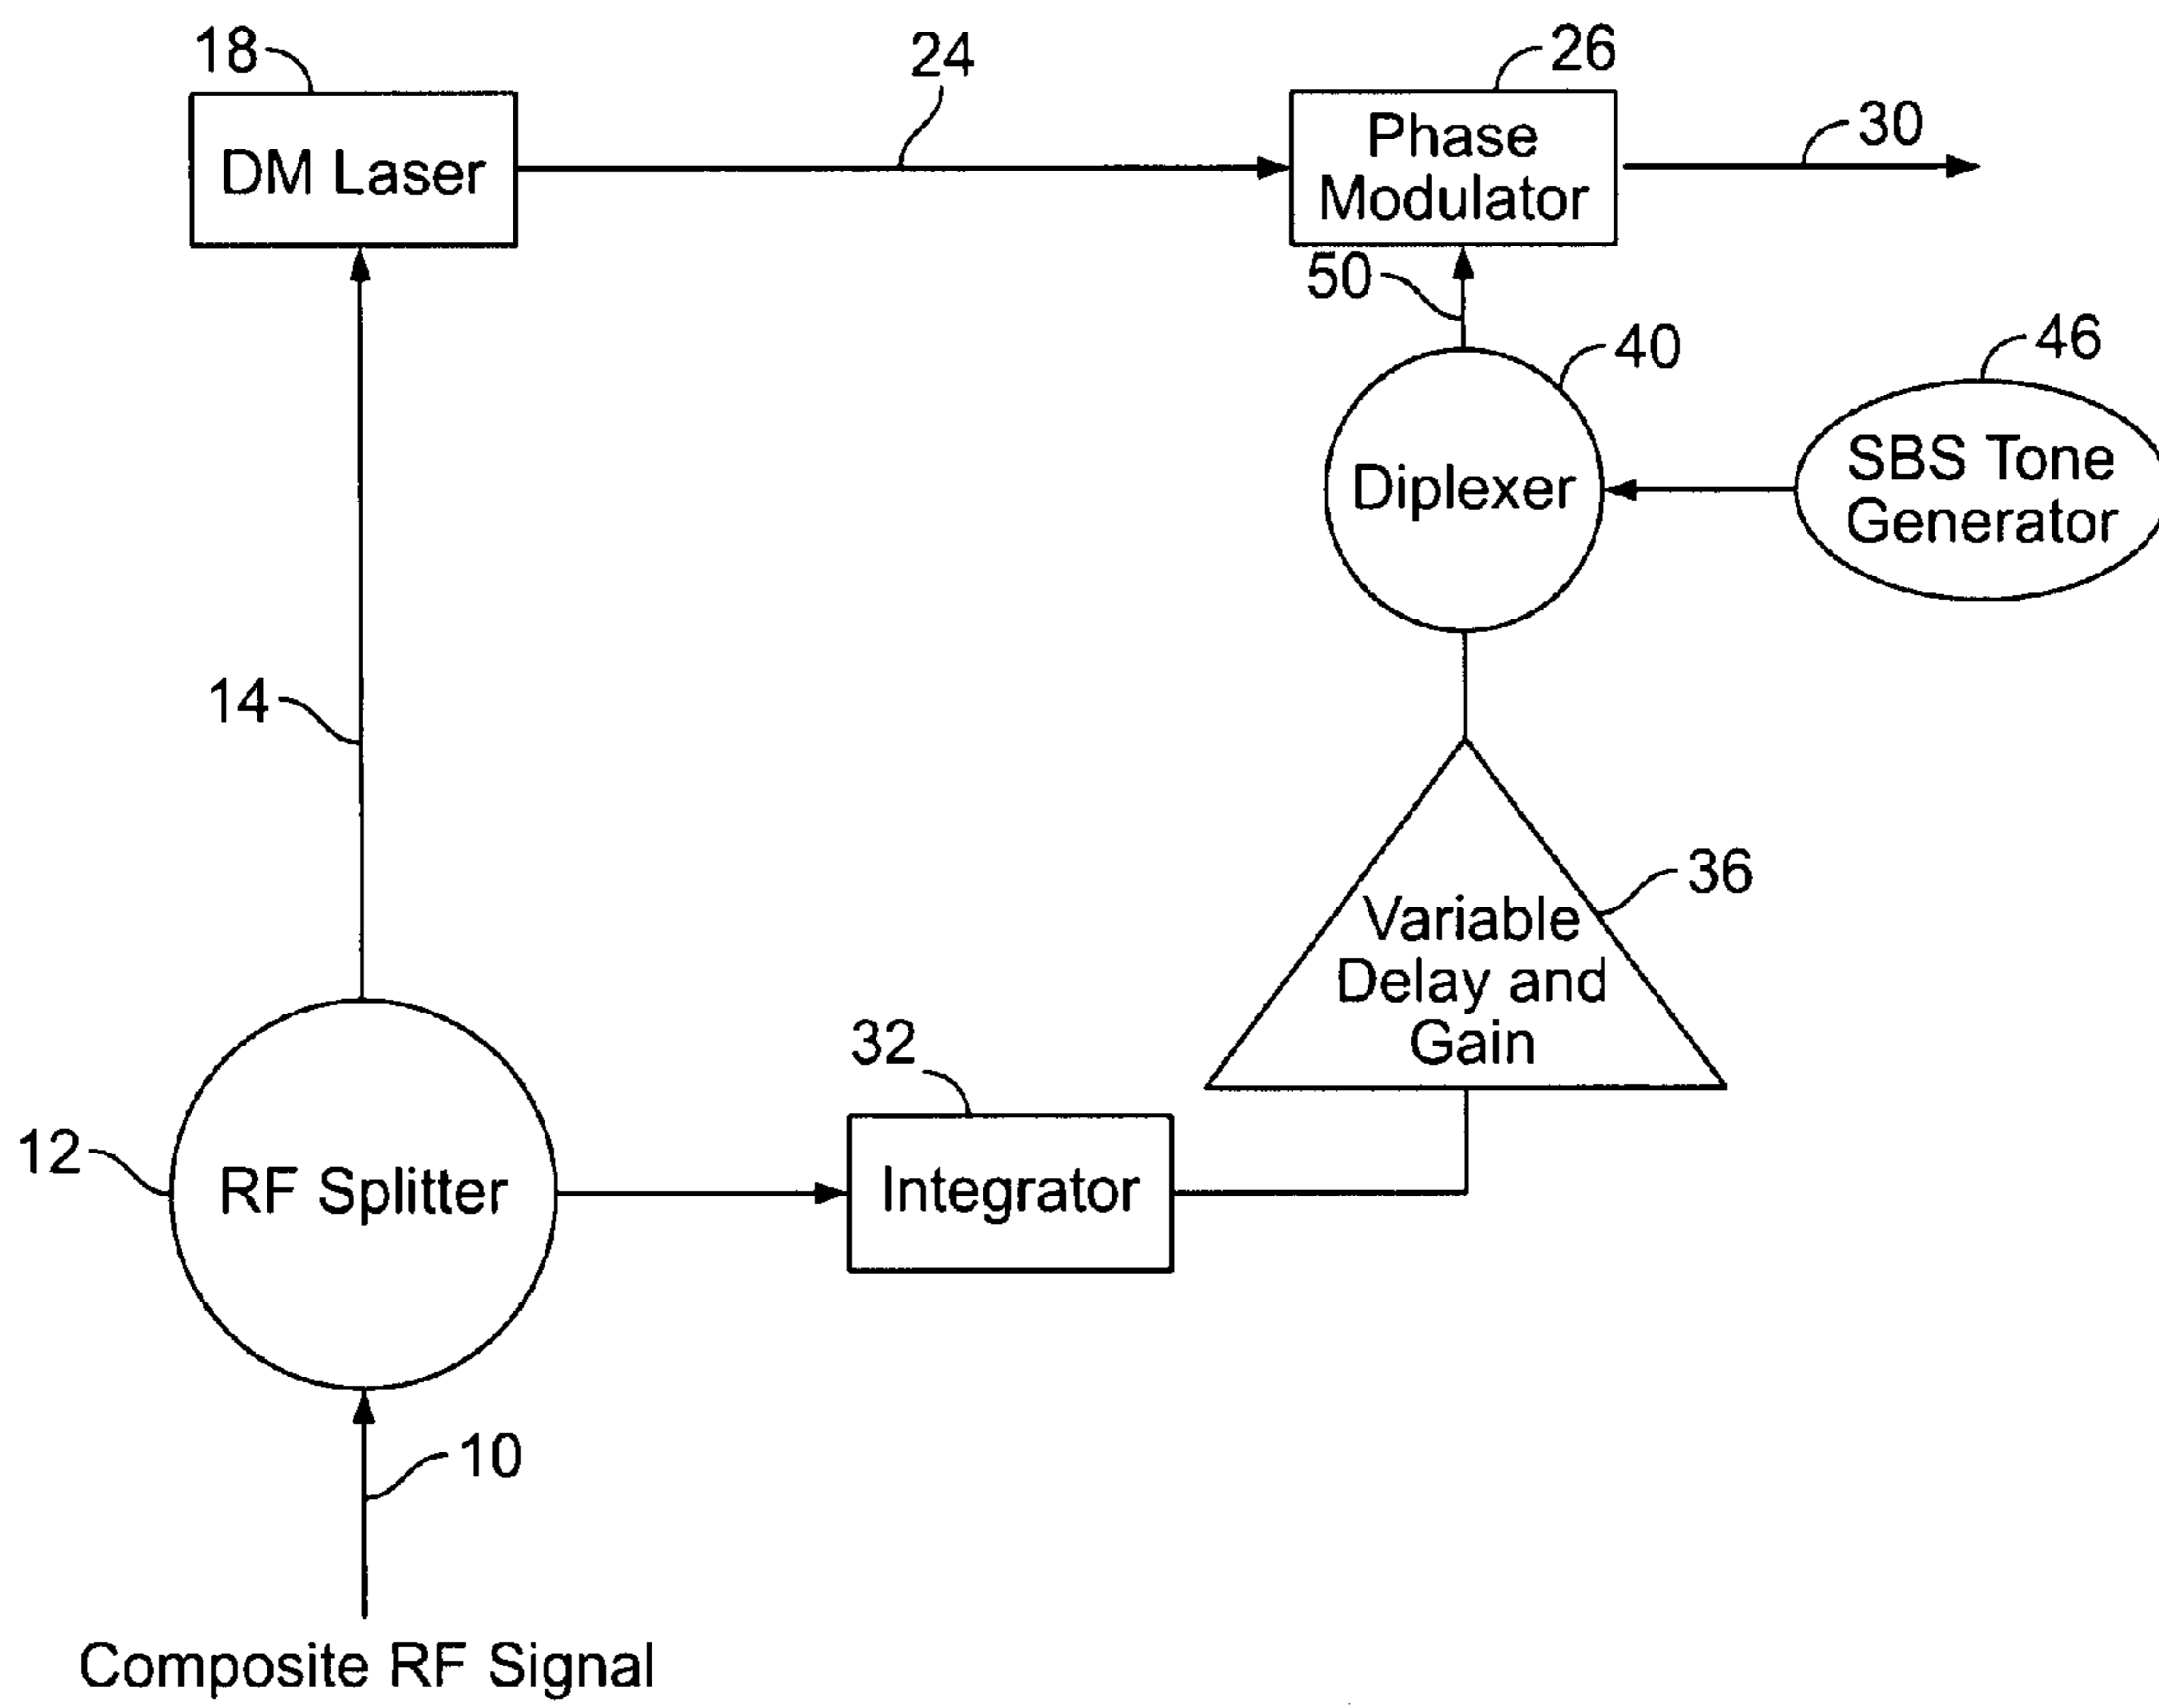 18
24
26
30
DM Laser
Phase
Modulator
50
40
46
Diplexer
SBS Tone
Generator
14
36
Variable
Delay and
Gain
32
12
RF Splitter
Integrator
10
Composite RF Signal